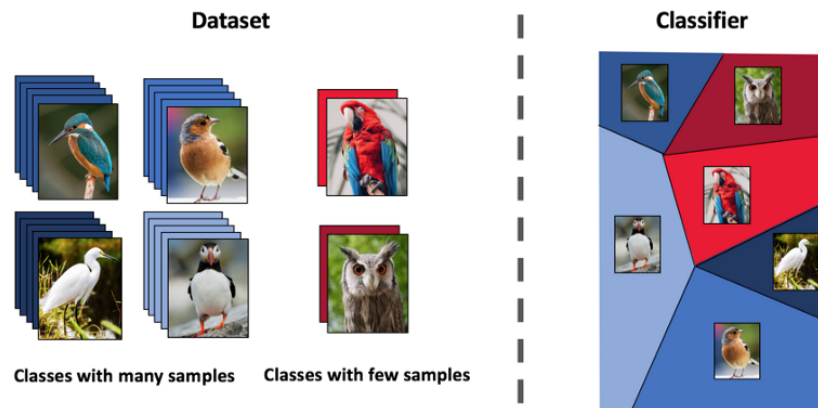 Dataset
Classifier
Classes with many samples
Classes with few samples